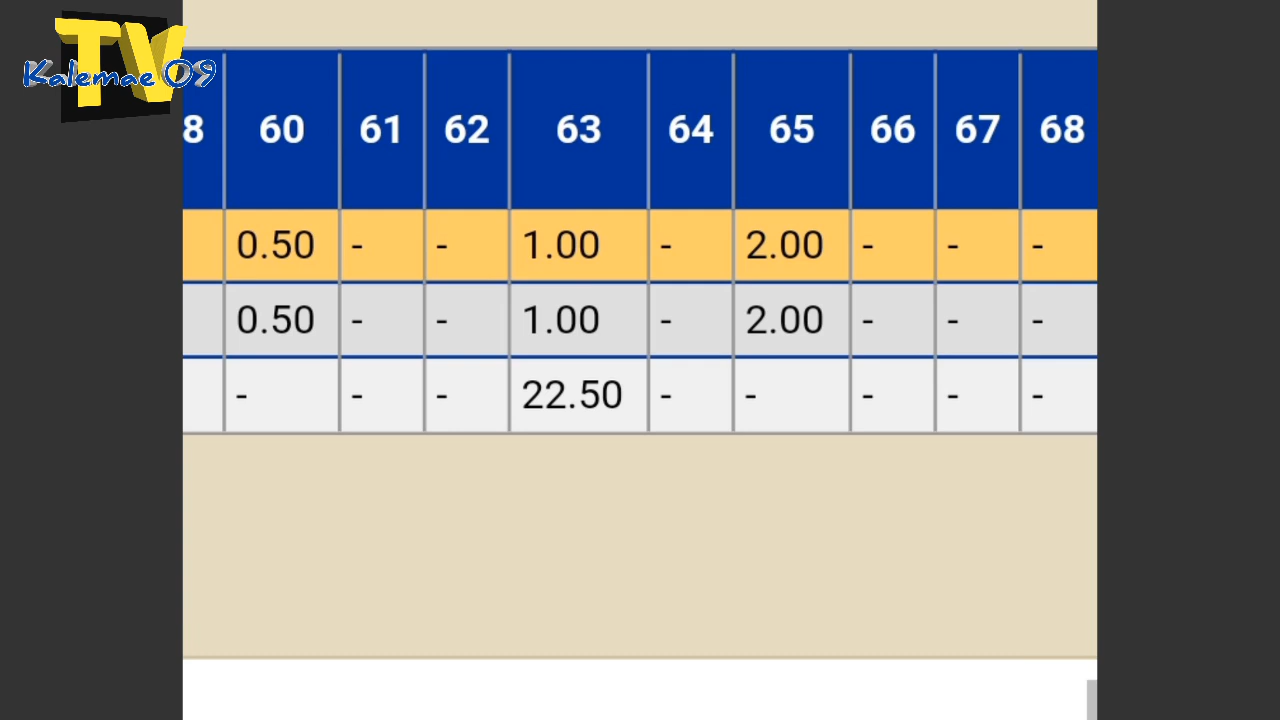 TV
Kalemae 09
8 60 61 62 63 64 65 66 67 68
0.50 - - 1.00 - 2.00 - - -
0.50 - - 1.00 - 2.00 - - -
- - - 22.50 - - - - -